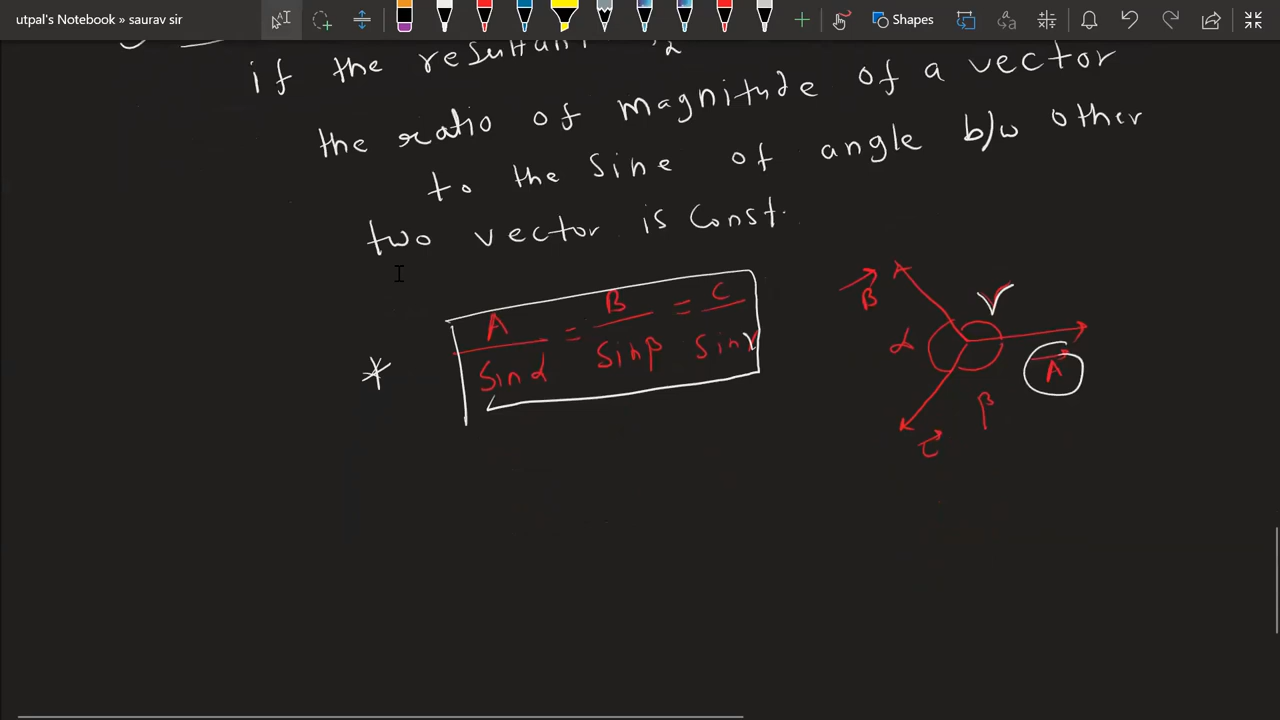 utpal's Notebook » saurav sir
Shapes
if the resultant
the ratio of magnitude of a vector
to the Sine of angle b/w other
two vector is Const.
* A/Sinα = B/Sinβ = C/Sinγ
B
γ
α
A
β
C